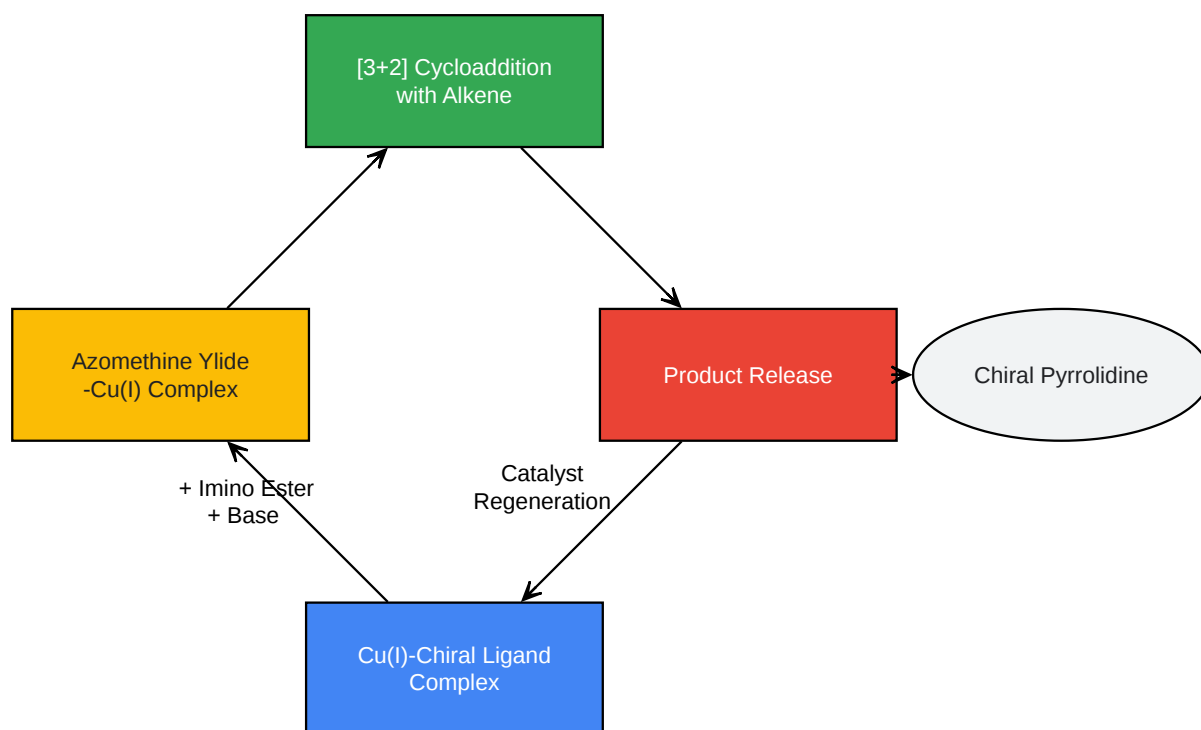 [3+2] Cycloaddition
with Alkene
Azomethine Ylide
-Cu(I) Complex
Product Release
Chiral Pyrrolidine
+ Imino Ester
+ Base
Catalyst
Regeneration
Cu(I)-Chiral Ligand
Complex